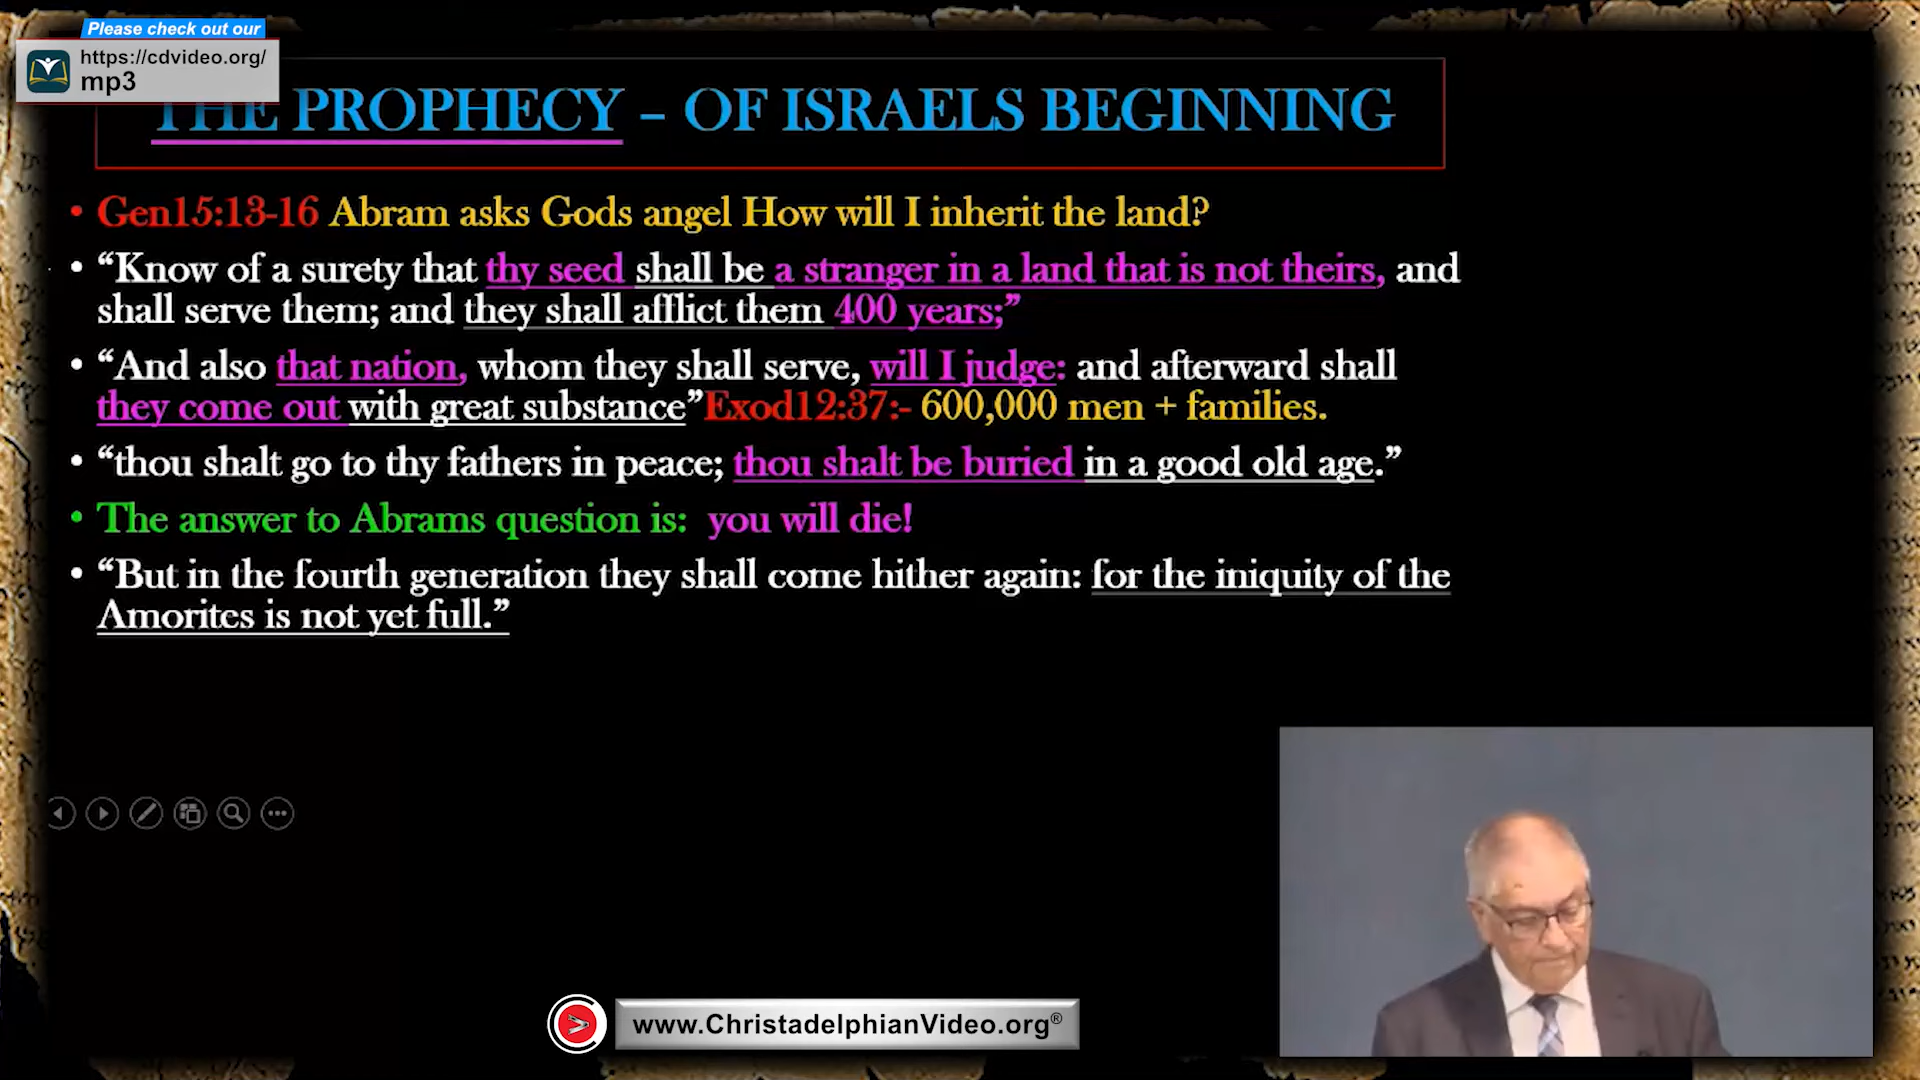 Please check out our
https://cdvideo.org/
mp3
THE PROPHECY – OF ISRAELS BEGINNING
• Gen15:13-16 Abram asks Gods angel How will I inherit the land?
• “Know of a surety that thy seed shall be a stranger in a land that is not theirs, and
shall serve them; and they shall afflict them 400 years;”
• “And also that nation, whom they shall serve, will I judge: and afterward shall
they come out with great substance”Exod12:37:- 600,000 men + families.
• “thou shalt go to thy fathers in peace; thou shalt be buried in a good old age.”
• The answer to Abrams question is: you will die!
• “But in the fourth generation they shall come hither again: for the iniquity of the
Amorites is not yet full.”
www.ChristadelphianVideo.org®